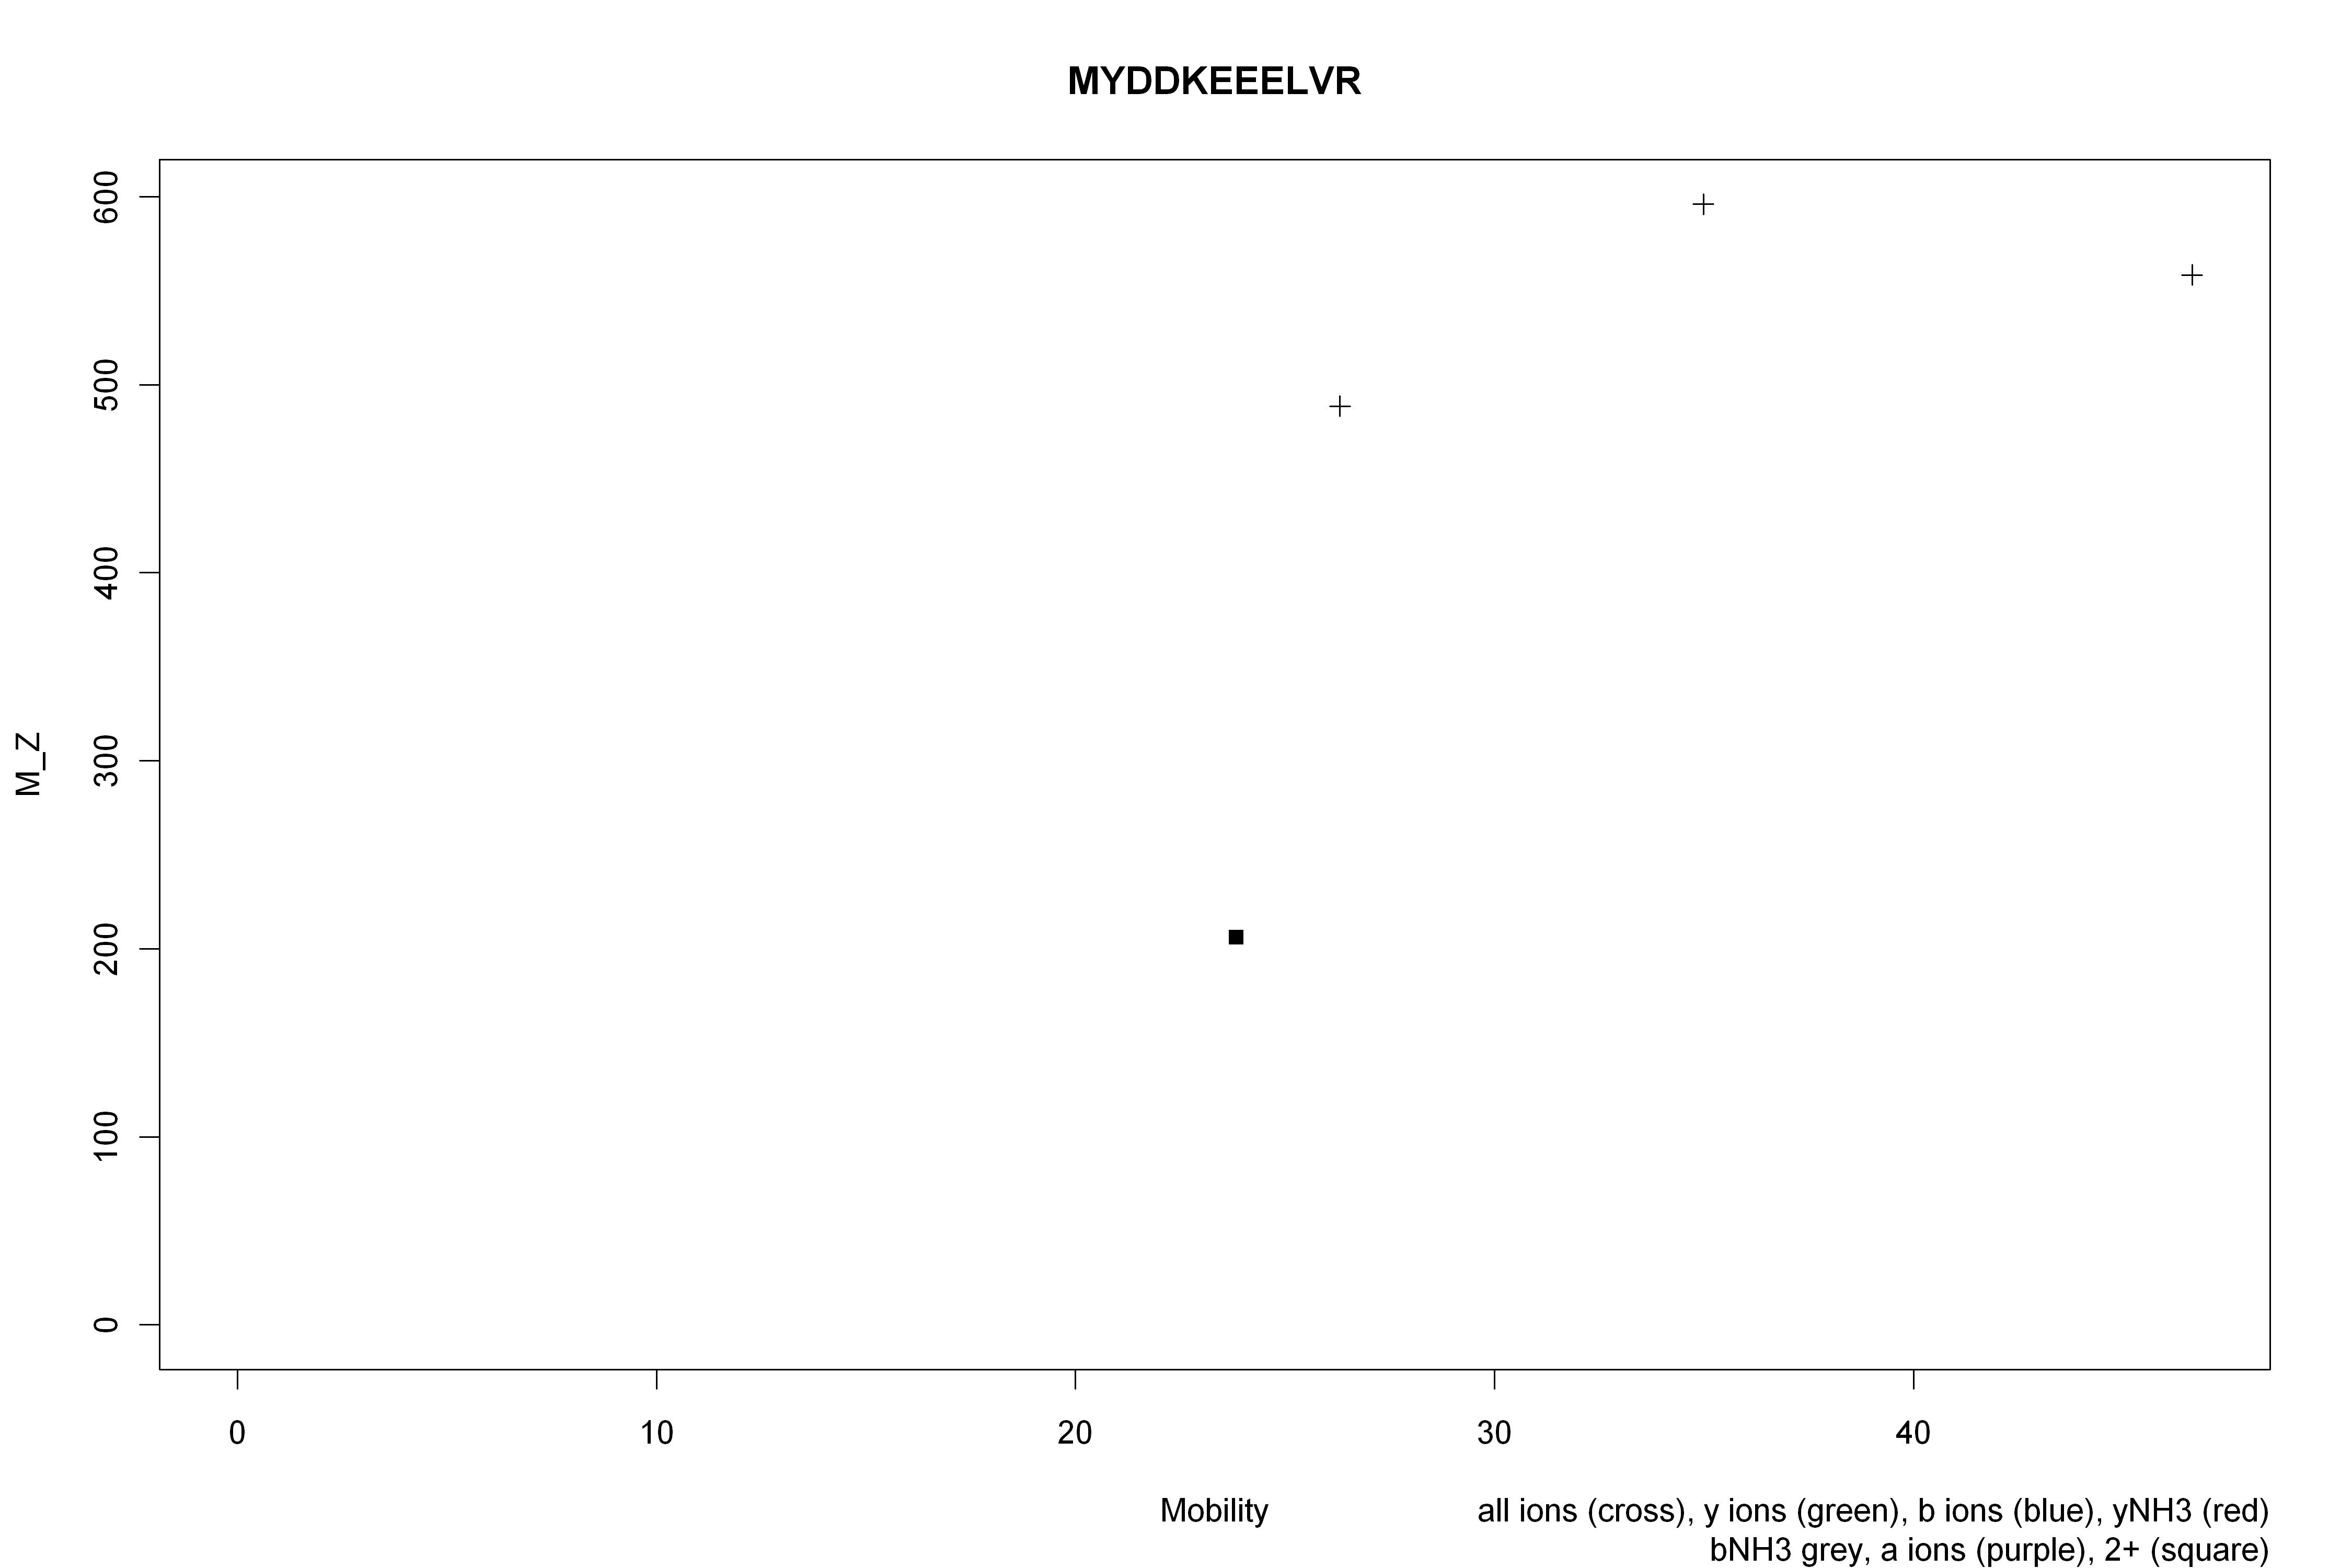 MYDDKEEELVR
600
500
400
300
200
100
0
M_Z
0 10 20 30 40
Mobility
all ions (cross), y ions (green), b ions (blue), yNH3 (red)
bNH3 grey, a ions (purple), 2+ (square)